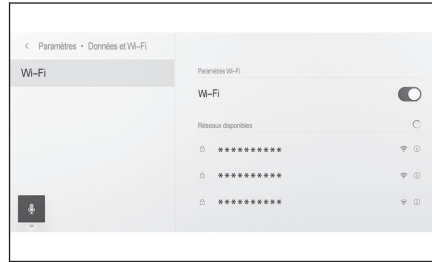 < Paramètres • Données et Wi-Fi
Wi-Fi
Paramètres Wi-Fi
Wi-Fi
Réseaux disponibles
**********
**********
**********